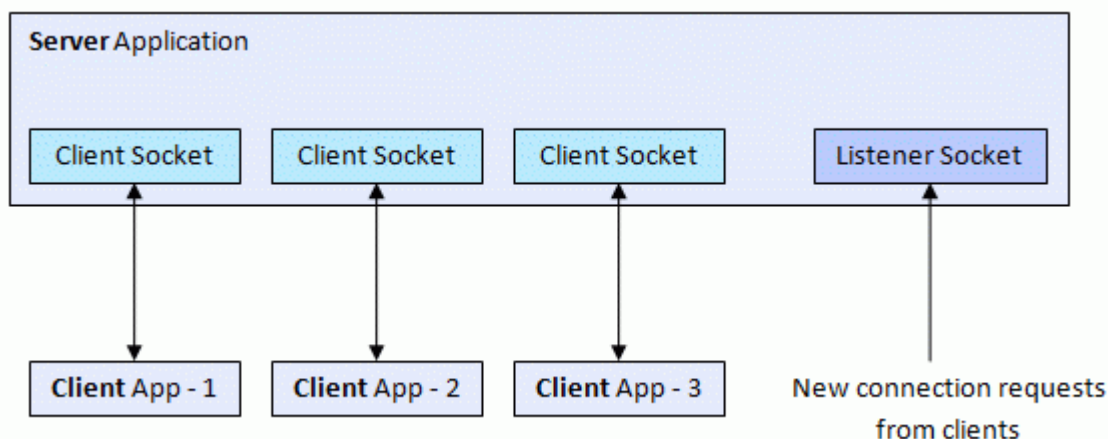 Server Application
Client Socket
Client Socket
Client Socket
Listener Socket
Client App - 1
Client App - 2
Client App - 3
New connection requests
from clients